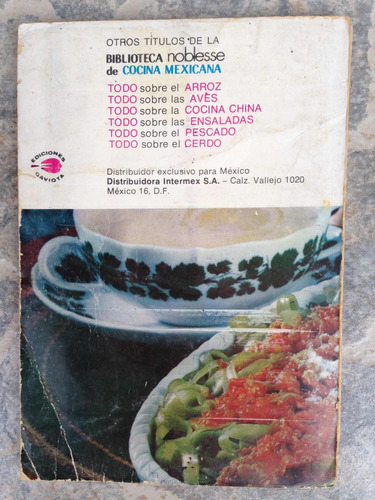 OTROS TÍTULOS DE LA
BIBLIOTECA noblesse
de COCINA MEXICANA
TODO sobre el ARROZ
TODO sobre las AVES
TODO sobre la COCINA CHINA
TODO sobre las ENSALADAS
TODO sobre el PESCADO
TODO sobre el CERDO
EDICIONES
GAVIOTA
Distribuidor exclusivo para México
Distribuidora Intermex S.A. – Calz. Vallejo 1020
México 16, D.F.